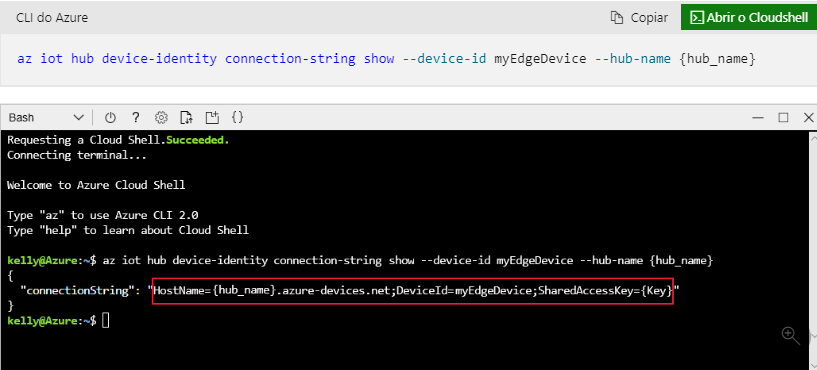 CLI do Azure Copiar Abrir o Cloudshell
az iot hub device-identity connection-string show --device-id myEdgeDevice --hub-name {hub_name}
Bash ? {}
Requesting a Cloud Shell.Succeeded.
Connecting terminal...
Welcome to Azure Cloud Shell
Type "az" to use Azure CLI 2.0
Type "help" to learn about Cloud Shell
kelly@Azure:~$ az iot hub device-identity connection-string show --device-id myEdgeDevice --hub-name {hub_name}
{
"connectionString": "HostName={hub_name}.azure-devices.net;DeviceId=myEdgeDevice;SharedAccessKey={Key}"
}
kelly@Azure:~$